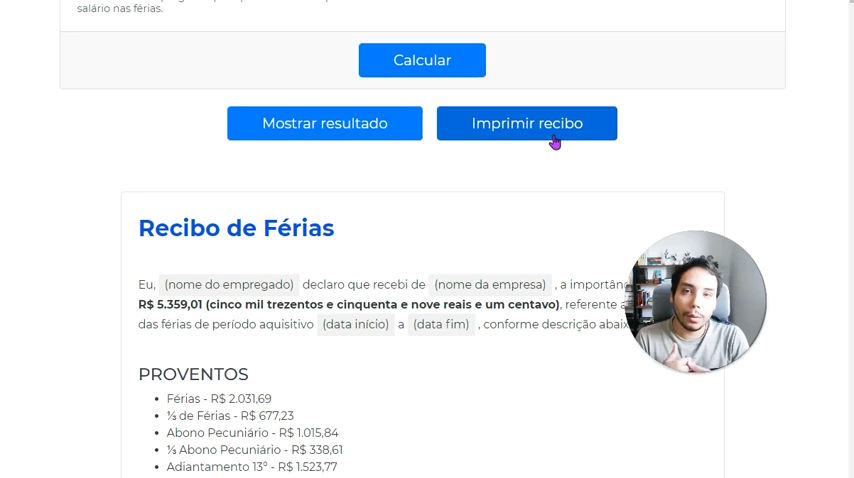 salário nas férias.
Calcular
Mostrar resultado
Imprimir recibo
Recibo de Férias
Eu, (nome do empregado) declaro que recebi de (nome da empresa) , a
R$ 5.359,01 (cinco mil trezentos e cinquenta e nove reais e um centavo), referente
das férias de período aquisitivo (data início) a (data fim) , conforme descrição
PROVENTOS
• Férias - R$ 2.031,69
• ⅓ de Férias - R$ 677,23
• Abono Pecuniário - R$ 1.015,84
• ⅓ Abono Pecuniário - R$ 338,61
• Adiantamento 13º - R$ 1.523,77